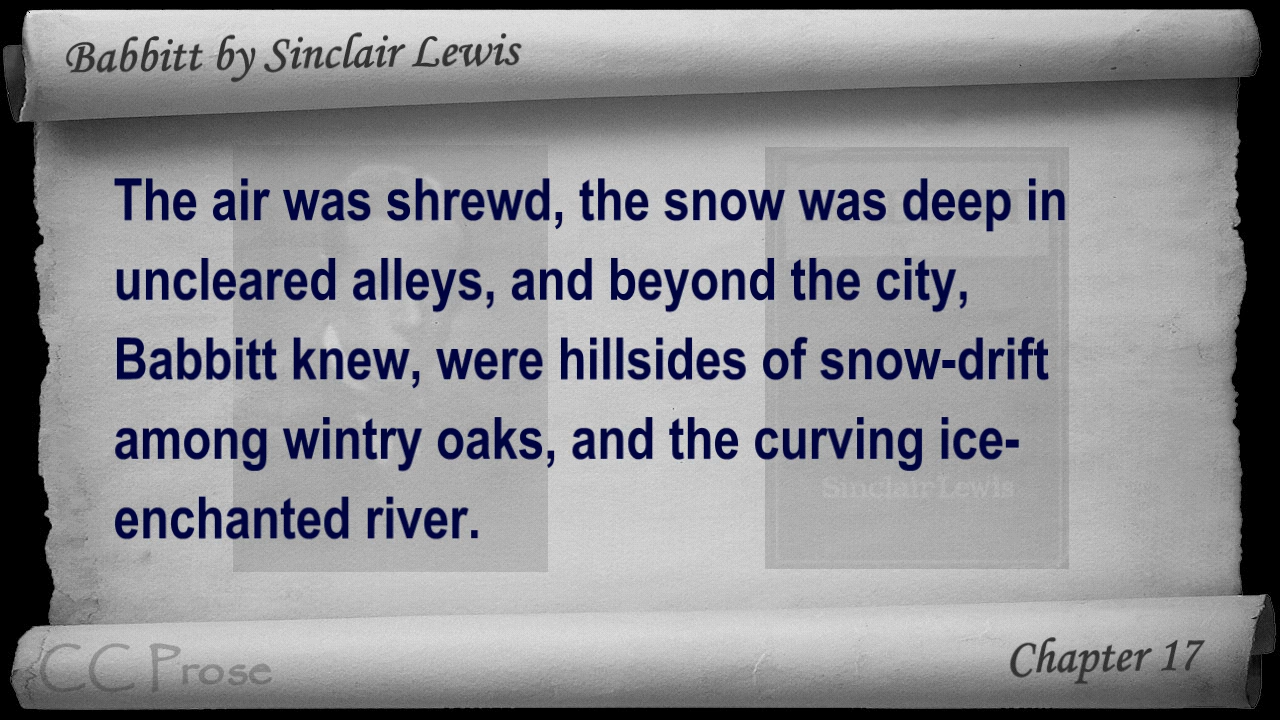 Babbitt by Sinclair Lewis
The air was shrewd, the snow was deep in
uncleared alleys, and beyond the city,
Babbitt knew, were hillsides of snow-drift
among wintry oaks, and the curving ice-
enchanted river.
Sinclair Lewis
CC Prose
Chapter 17